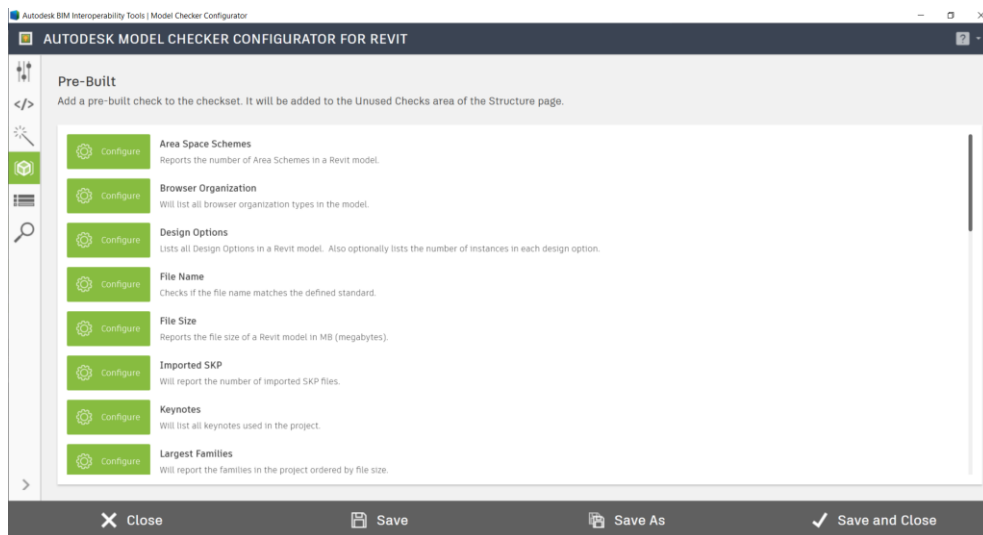 Autodesk BIM Interoperability Tools | Model Checker Configurator
AUTODESK MODEL CHECKER CONFIGURATOR FOR REVIT
?
</>
Pre-Built
Add a pre-built check to the checkset. It will be added to the Unused Checks area of the Structure page.
Configure
Area Space Schemes
Reports the number of Area Schemes in a Revit model.
Configure
Browser Organization
Will list all browser organization types in the model.
Configure
Design Options
Lists all Design Options in a Revit model. Also optionally lists the number of instances in each design option.
Configure
File Name
Checks if the file name matches the defined standard.
Configure
File Size
Reports the file size of a Revit model in MB (megabytes).
Configure
Imported SKP
Will report the number of imported SKP files.
Configure
Keynotes
Will list all keynotes used in the project.
Configure
Largest Families
Will report the families in the project ordered by file size.
Close
Save
Save As
Save and Close